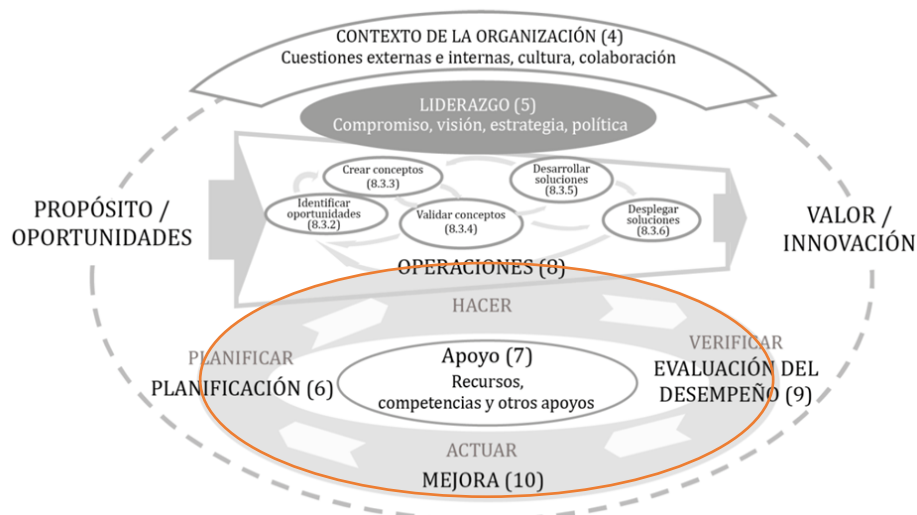 CONTEXTO DE LA ORGANIZACIÓN (4)
Cuestiones externas e internas, cultura, colaboración
LIDERAZGO (5)
Compromiso, visión, estrategia, política
Crear conceptos
(8.3.3)
Desarrollar
soluciones
(8.3.5)
Identificar
oportunidades
(8.3.2)
Validar conceptos
(8.3.4)
Desplegar
soluciones
(8.3.6)
PROPÓSITO /
OPORTUNIDADES
VALOR /
INNOVACIÓN
OPERACIONES (8)
HACER
PLANIFICAR
PLANIFICACIÓN (6)
Apoyo (7)
Recursos,
competencias y otros apoyos
VERIFICAR
EVALUACIÓN DEL
DESEMPEÑO (9)
ACTUAR
MEJORA (10)